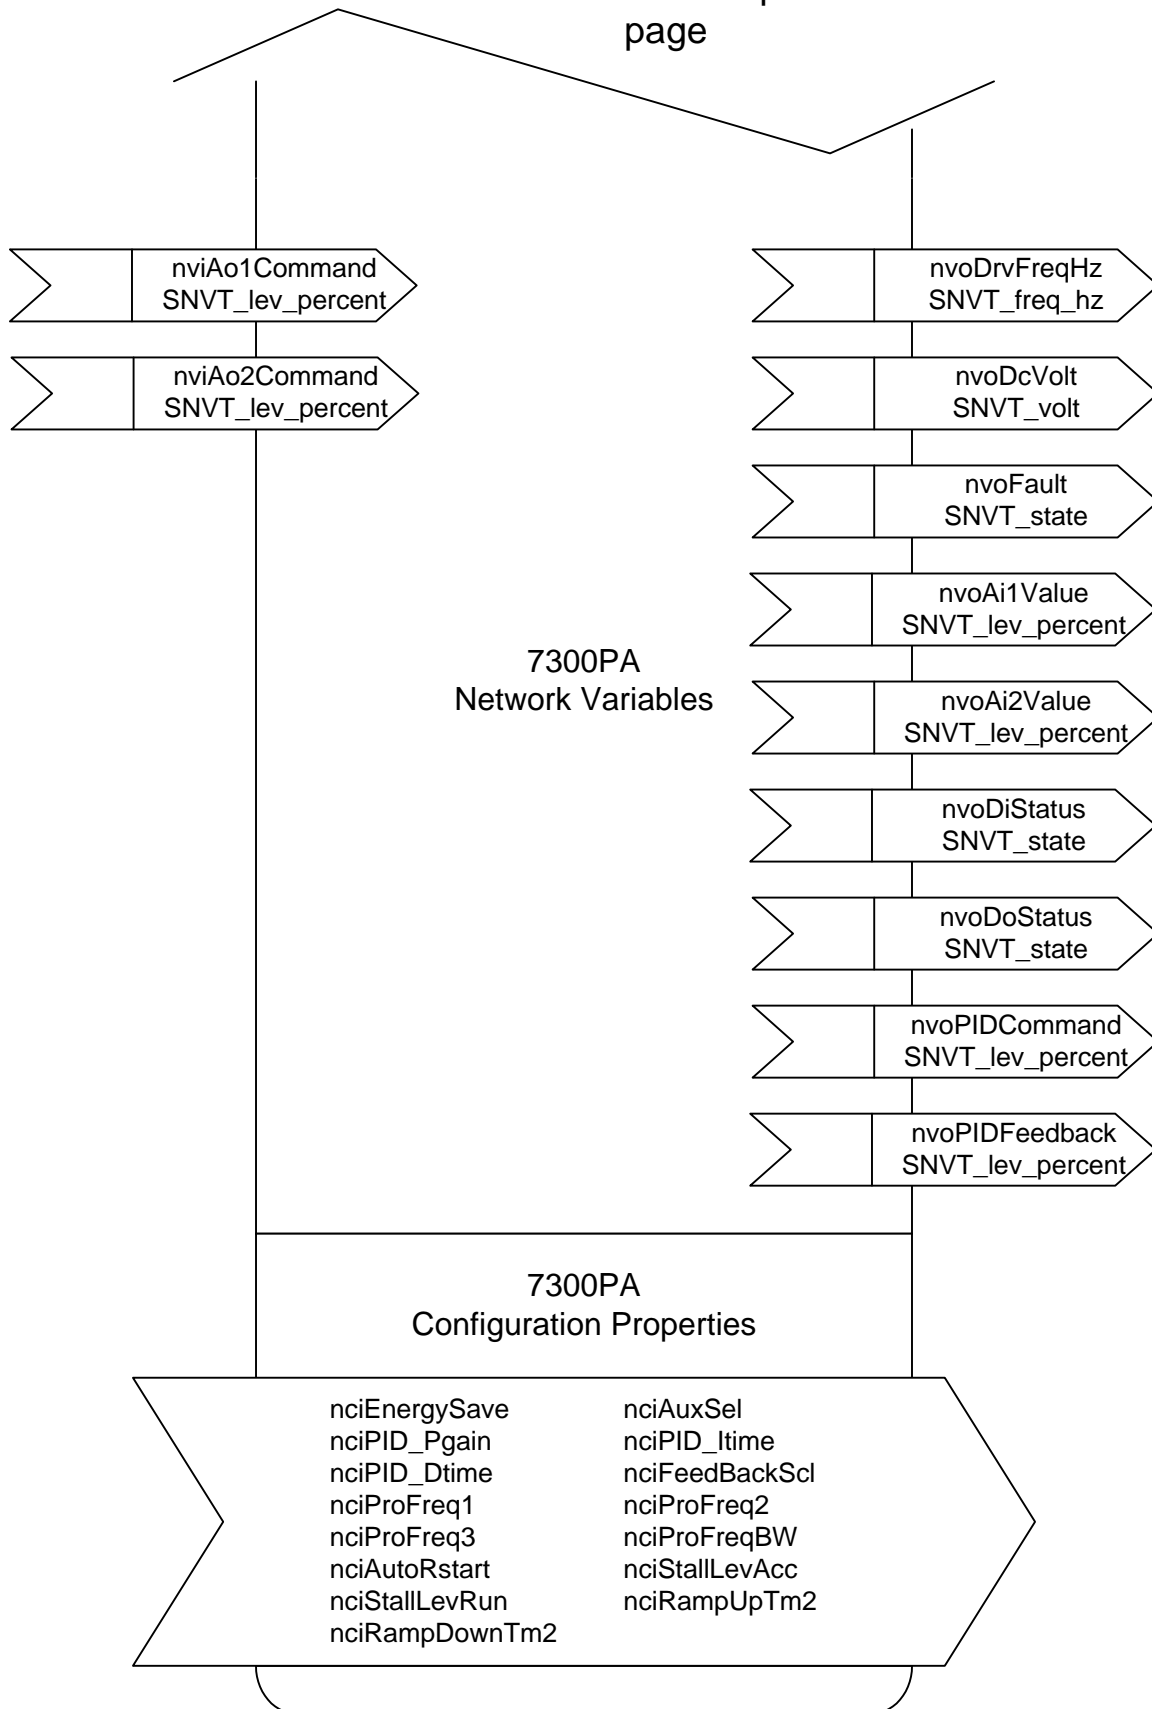 page
nviAo1Command
SNVT_lev_percent
nviAo2Command
SNVT_lev_percent
nvoDrvFreqHz
SNVT_freq_hz
nvoDcVolt
SNVT_volt
nvoFault
SNVT_state
nvoAi1Value
SNVT_lev_percent
7300PA
Network Variables
nvoAi2Value
SNVT_lev_percent
nvoDiStatus
SNVT_state
nvoDoStatus
SNVT_state
nvoPIDCommand
SNVT_lev_percent
nvoPIDFeedback
SNVT_lev_percent
7300PA
Configuration Properties
nciEnergySave
nciPID_Pgain
nciPID_Dtime
nciProFreq1
nciProFreq3
nciAutoRstart
nciStallLevRun
nciRampDownTm2
nciAuxSel
nciPID_Itime
nciFeedBackScl
nciProFreq2
nciProFreqBW
nciStallLevAcc
nciRampUpTm2